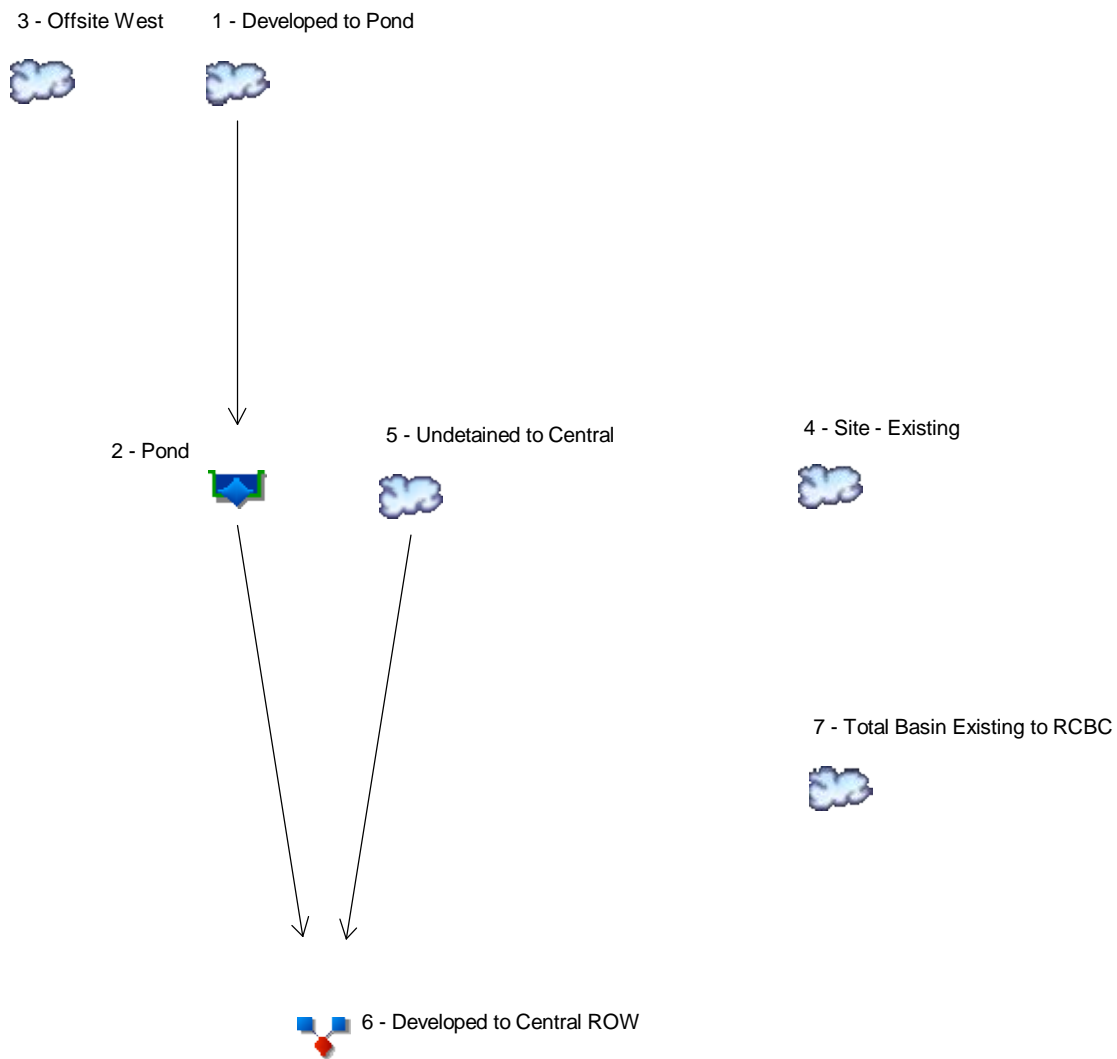 3 - Offsite West
1 - Developed to Pond
2 - Pond
5 - Undetained to Central
4 - Site - Existing
7 - Total Basin Existing to RCBC
6 - Developed to Central ROW